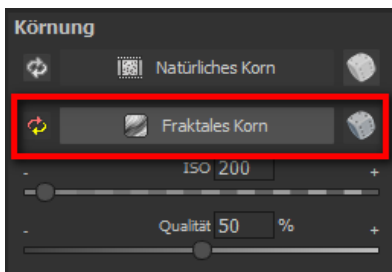 Körnung
Natürliches Korn
Fraktales Korn
- ISO 200 +
- Qualität 50 % +